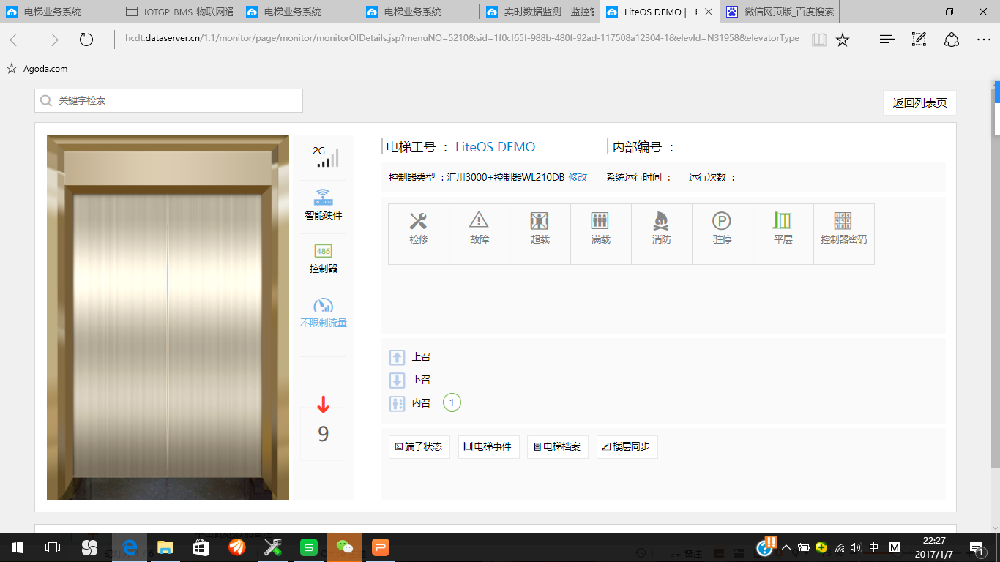 电梯业务系统
IOTGP-BMS-物联网通
电梯业务系统
电梯业务系统
实时数据监测 - 监控管
LiteOS DEMO | -
微信网页版_百度搜索
hcdt.dataserver.cn/1.1/monitor/page/monitor/monitorOfDetails.jsp?menuNO=5210&sid=1f0cf65f-988b-480f-92ad-117508a12304-1&elevId=N31958&elevatorType
Agoda.com
关键字检索
返回列表页
2G
智能硬件
485
控制器
不限制流量
9
电梯工号 ： LiteOS DEMO
内部编号 ：
控制器类型 ：汇川3000+控制器WL210DB 修改
系统运行时间 ：
运行次数 ：
检修
故障
超载
满载
消防
P
驻停
平层
控制器密码
上召
下召
内召 1
端子状态
电梯事件
电梯档案
楼层同步
S
P
中
M
22:27
2017/1/7
1